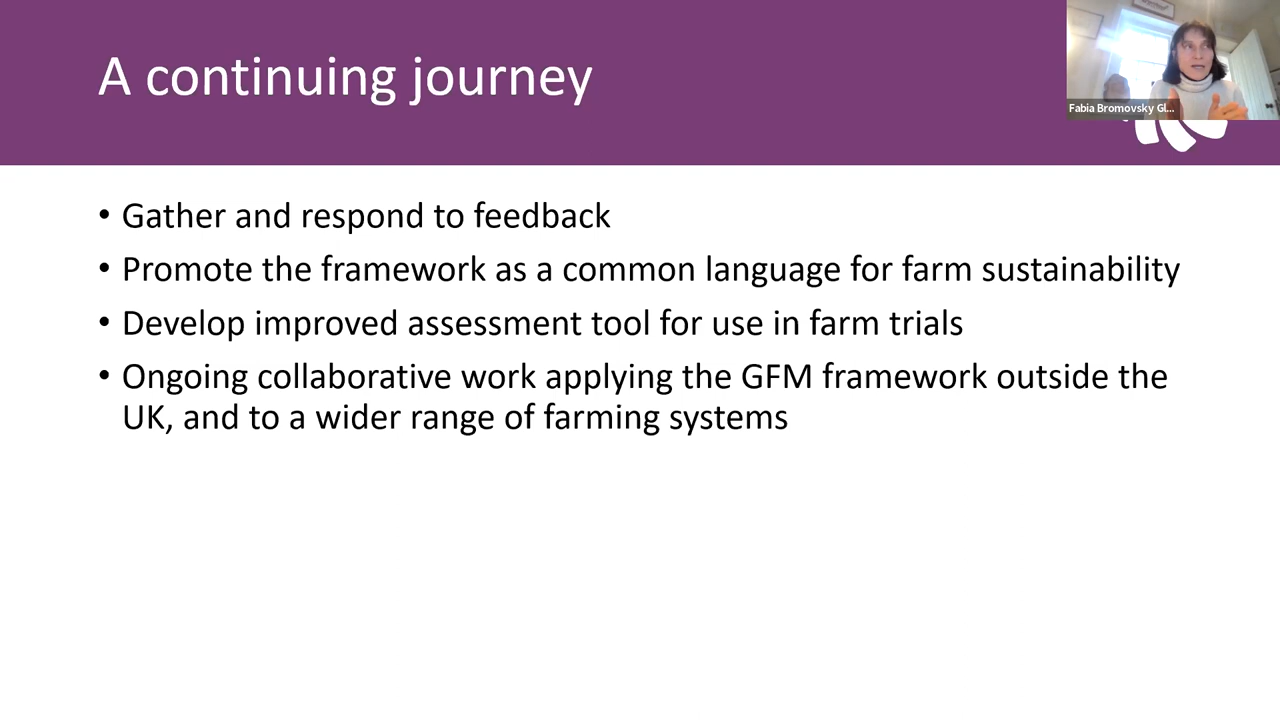 A continuing journey
Fabia Bromovsky Gl...
• Gather and respond to feedback
• Promote the framework as a common language for farm sustainability
• Develop improved assessment tool for use in farm trials
• Ongoing collaborative work applying the GFM framework outside the
UK, and to a wider range of farming systems